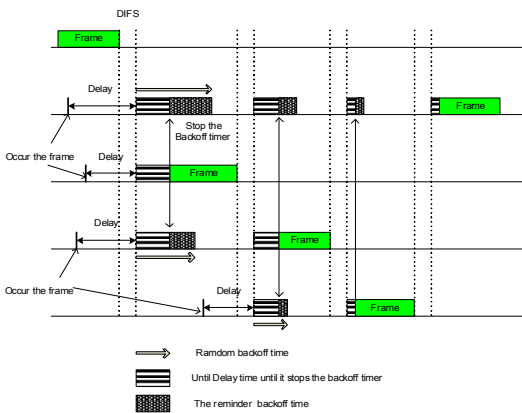 DIFS
Frame
Delay
Frame
Stop the
Backoff timer
Occur the frame
Delay
Frame
Delay
Frame
Occur the frame
Delay
Frame
Ramdom backoff time
Until Delay time until it stops the backoff timer
The reminder backoff time